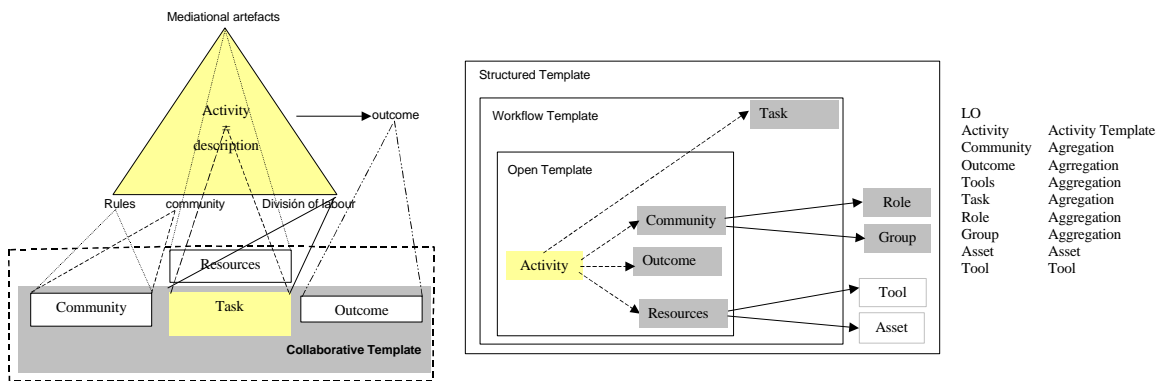 Mediational artefacts
Activity
description
outcome
Rules
community
División of labour
Resources
Community
Task
Outcome
Collaborative Template
Structured Template
Workflow Template
Task
Open Template
Community
Activity
Outcome
Resources
Role
Group
Tool
Asset
LO
Activity Activity Template
Community Agregation
Outcome Agrregation
Tools Aggregation
Task Agregation
Role Aggregation
Group Aggregation
Asset Asset
Tool Tool